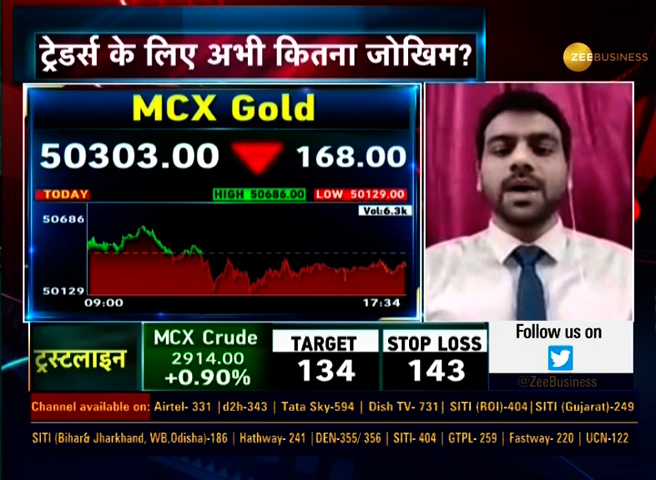 ट्रेडर्स के लिए अभी कितना जोखिम?
ZEEBUSINESS
MCX Gold
50303.00 168.00
TODAY HIGH 50686.00 LOW 50129.00
Vol:6.3k
50686
50129
09:00 17:34
ट्रस्टलाइन
MCX Crude
2914.00
+0.90%
TARGET
134
STOP LOSS
143
Follow us on
@ZeeBusiness
Channel available on: Airtel- 331 | d2h-343 | Tata Sky-594 | Dish TV- 731| SITI (ROI)-404| SITI (Gujarat)-249
SITI (Bihar& Jharkhand, WB,Odisha)-186 | Hathway- 241 |DEN-355/ 356 | SITI- 404 | GTPL- 259 | Fastway- 220 | UCN-122